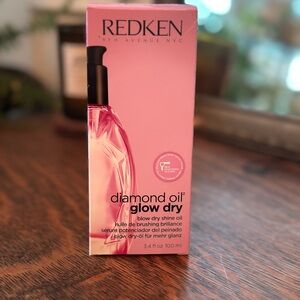 REDKEN
5TH AVENUE NYC
diamond oil®
glow dry
blow dry shine oil
huile de brushing brillance
sérum potenciador del peinado
blow dry-öl für mehr glanz
3.4 fl oz 100 ml